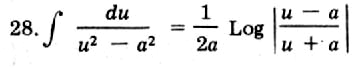 28. ∫ du / (u² − a²) = 1/(2a) Log |(u − a)/(u + a)|